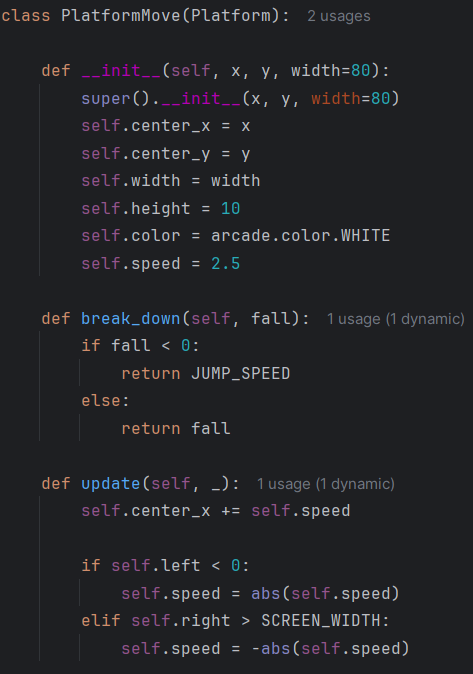 class PlatformMove(Platform):  2 usages

    def __init__(self, x, y, width=80):
        super().__init__(x, y, width=80)
        self.center_x = x
        self.center_y = y
        self.width = width
        self.height = 10
        self.color = arcade.color.WHITE
        self.speed = 2.5

    def break_down(self, fall):  1 usage (1 dynamic)
        if fall < 0:
            return JUMP_SPEED
        else:
            return fall

    def update(self, _):  1 usage (1 dynamic)
        self.center_x += self.speed

        if self.left < 0:
            self.speed = abs(self.speed)
        elif self.right > SCREEN_WIDTH:
            self.speed = -abs(self.speed)